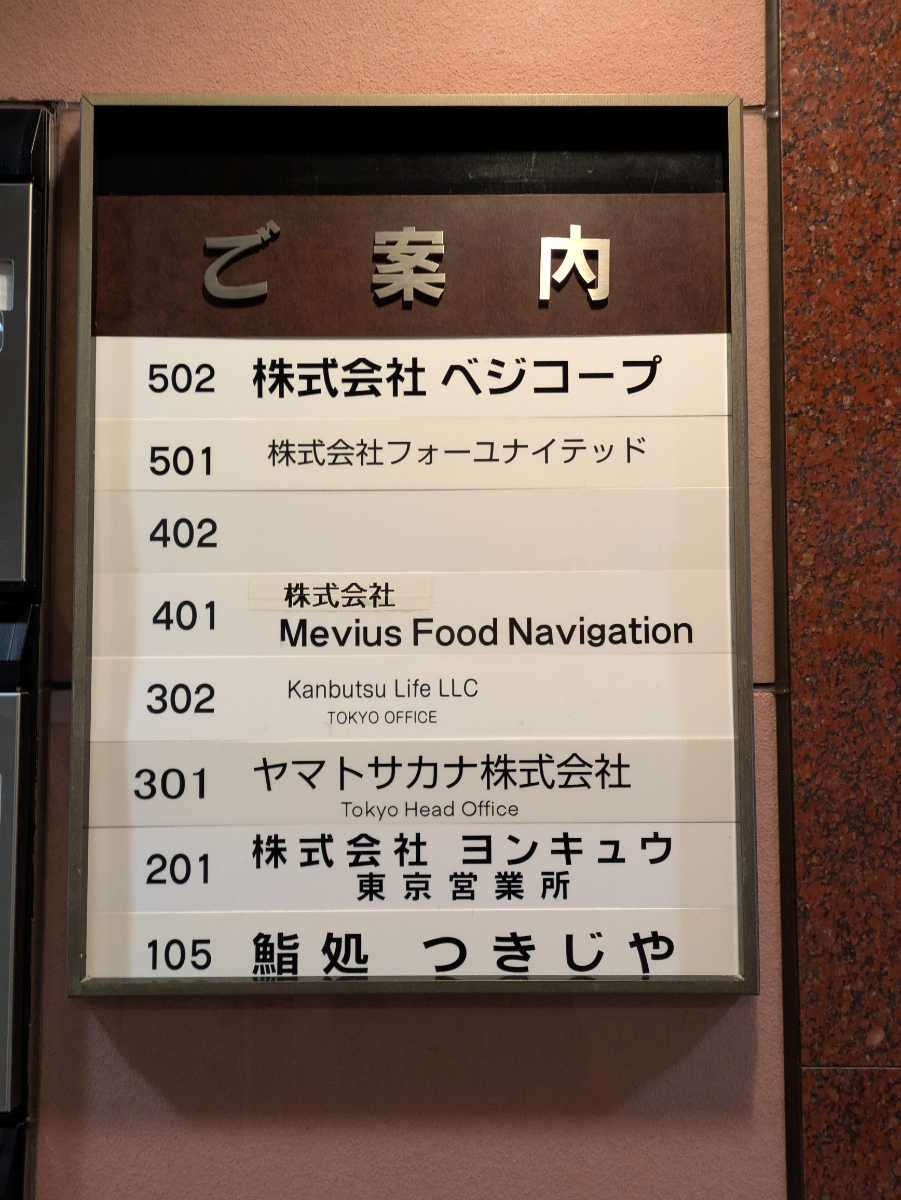 ご案内
502 株式会社 ベジコープ
501 株式会社フォーユナイテッド
402
401 株式会社
Mevius Food Navigation
302 Kanbutsu Life LLC
TOKYO OFFICE
301 ヤマトサカナ株式会社
Tokyo Head Office
201 株式会社 ヨンキュウ
東京営業所
105 鮨処 つきじや